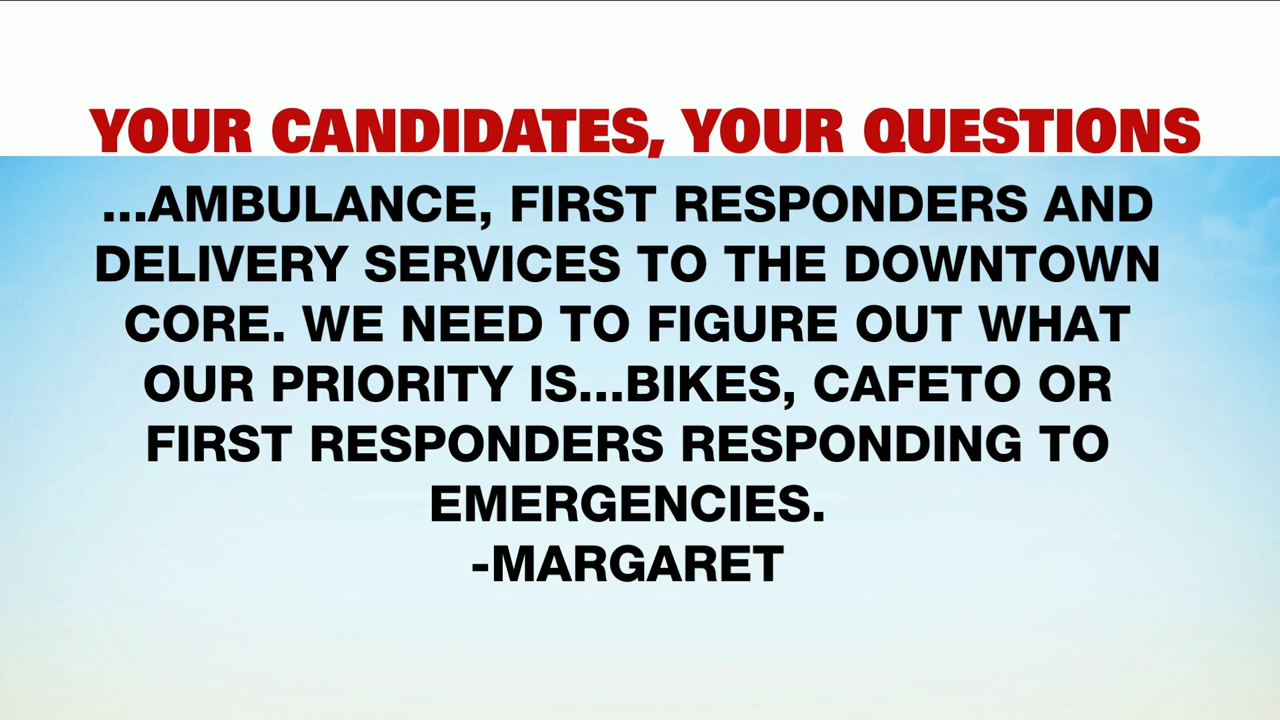 YOUR CANDIDATES, YOUR QUESTIONS
...AMBULANCE, FIRST RESPONDERS AND
DELIVERY SERVICES TO THE DOWNTOWN
CORE. WE NEED TO FIGURE OUT WHAT
OUR PRIORITY IS...BIKES, CAFETO OR
FIRST RESPONDERS RESPONDING TO
EMERGENCIES.
-MARGARET